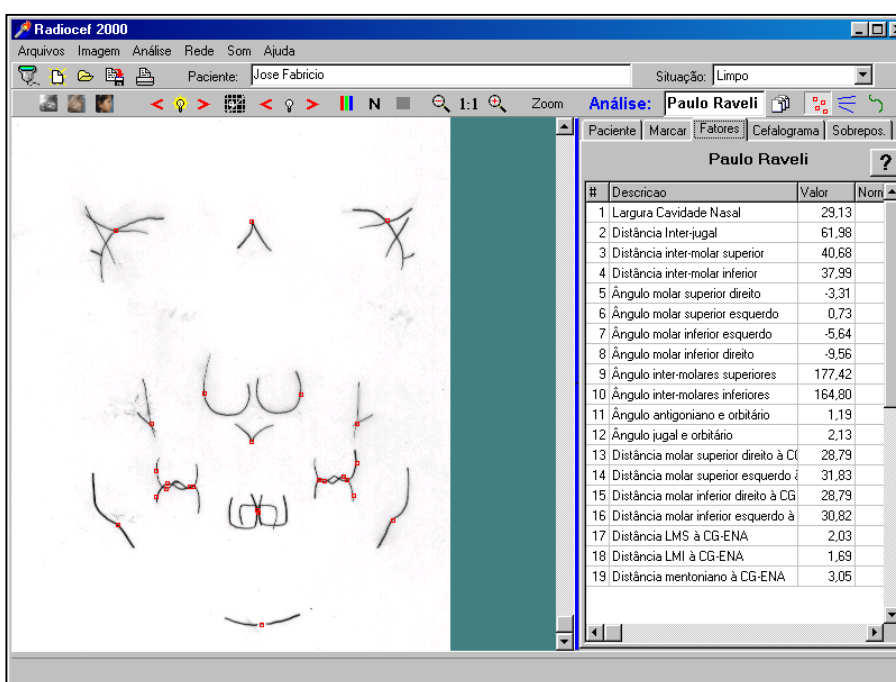 Radiocef 2000
Arquivos Imagem Análise Rede Som Ajuda
Paciente: Jose Fabricio Situação: Limpo
< > < > N 1:1 Zoom Análise: Paulo Raveli
Paciente Marcar Fatores Cefalograma Sobrepos.
Paulo Raveli ?
# Descricao Valor Norn
1 Largura Cavidade Nasal 29,13
2 Distância Inter-jugal 61,98
3 Distância inter-molar superior 40,68
4 Distância inter-molar inferior 37,99
5 Ângulo molar superior direito -3,31
6 Ângulo molar superior esquerdo 0,73
7 Ângulo molar inferior esquerdo -5,64
8 Ângulo molar inferior direito -9,56
9 Ângulo inter-molares superiores 177,42
10 Ângulo inter-molares inferiores 164,80
11 Ângulo antigoniano e orbitário 1,19
12 Ângulo jugal e orbitário 2,13
13 Distância molar superior direito à CG 28,79
14 Distância molar superior esquerdo à 31,83
15 Distância molar inferior direito à CG 28,79
16 Distância molar inferior esquerdo à 30,82
17 Distância LMS à CG-ENA 2,03
18 Distância LMI à CG-ENA 1,69
19 Distância mentoniano à CG-ENA 3,05